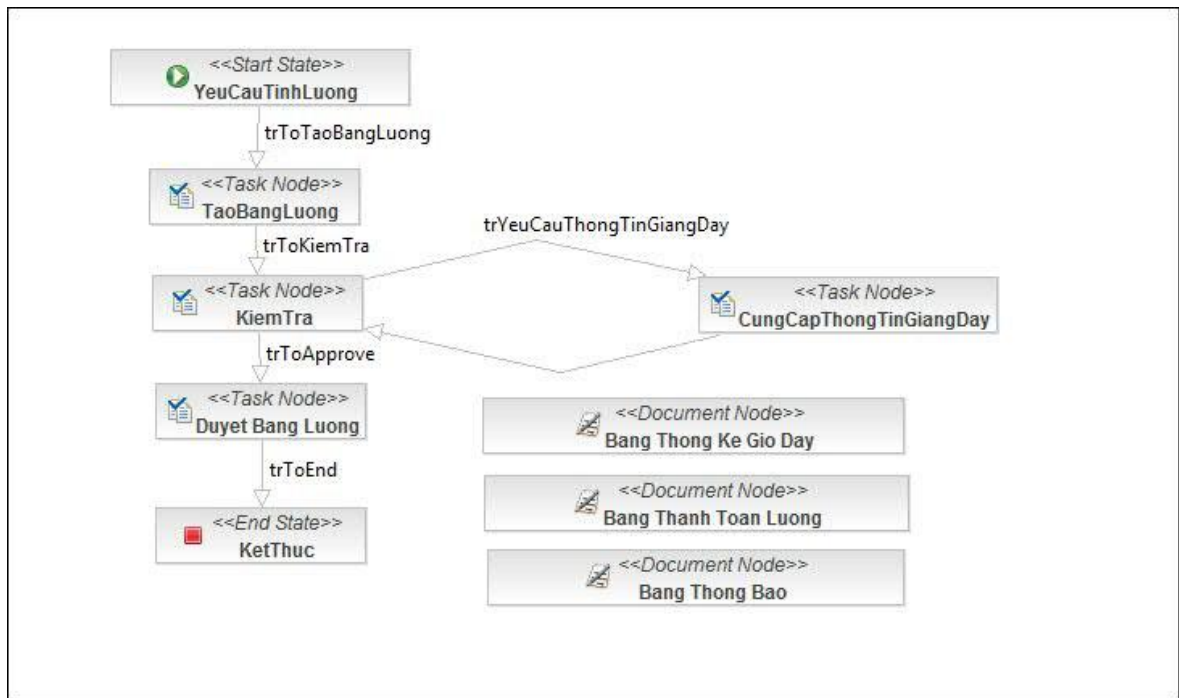 <<Start State>>
YeuCauTinhLuong
trToTaoBangLuong
<<Task Node>>
TaoBangLuong
trToKiemTra
trYeuCauThongTinGiangDay
<<Task Node>>
KiemTra
<<Task Node>>
CungCapThongTinGiangDay
trToApprove
<<Task Node>>
Duyet Bang Luong
<<Document Node>>
Bang Thong Ke Gio Day
trToEnd
<<Document Node>>
Bang Thanh Toan Luong
<<End State>>
KetThuc
<<Document Node>>
Bang Thong Bao